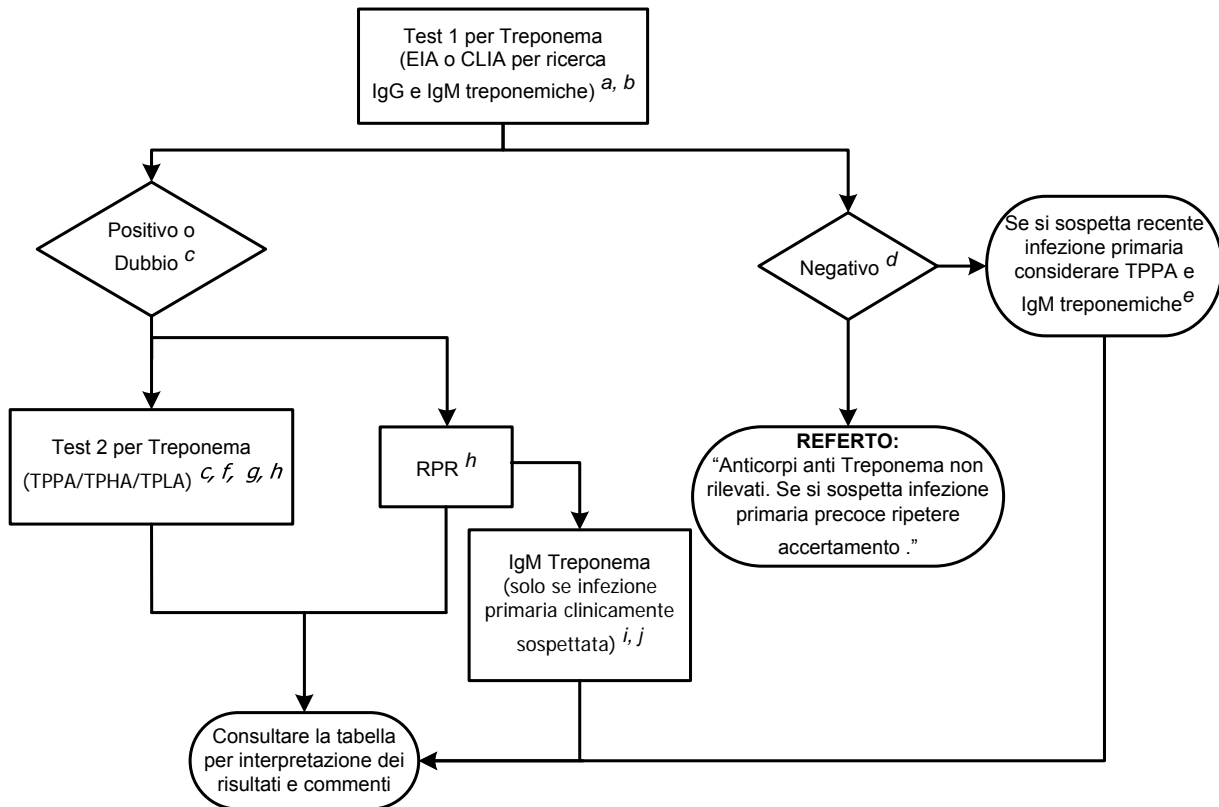 Test 1 per Treponema
(EIA o CLIA per ricerca
IgG e IgM treponemiche) a, b
Positivo o
Dubbio c
Negativo d
Se si sospetta recente
infezione primaria
considerare TPPA e
IgM treponemiche e
Test 2 per Treponema
(TPPA/TPHA/TPLA) c, f, g, h
RPR h
REFERTO:
“Anticorpi anti Treponema non
rilevati. Se si sospetta infezione
primaria precoce ripetere
accertamento .”
IgM Treponema
(solo se infezione
primaria clinicamente
sospettata) i, j
Consultare la tabella
per interpretazione dei
risultati e commenti